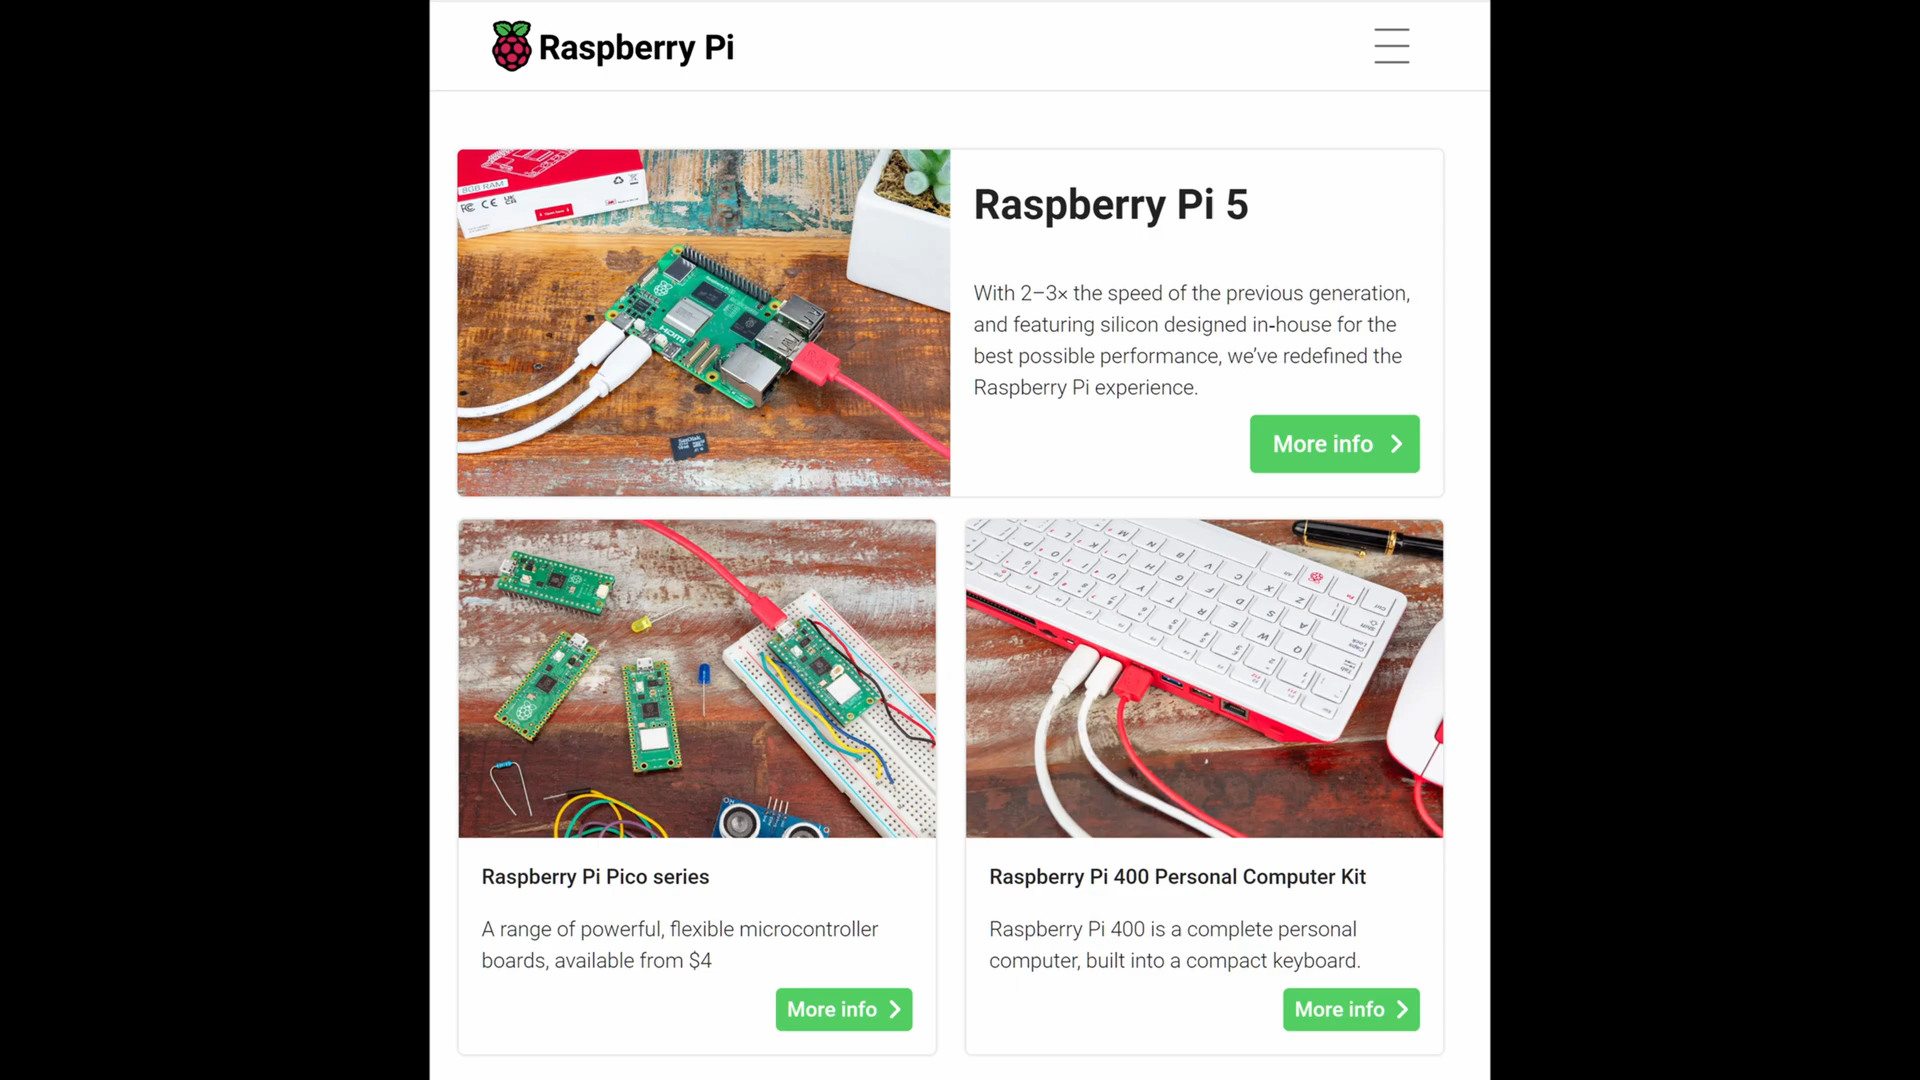 Raspberry Pi
8GB RAM
Raspberry Pi 5
With 2–3× the speed of the previous generation,
and featuring silicon designed in-house for the
best possible performance, we’ve redefined the
Raspberry Pi experience.
More info
HDMI
Raspberry Pi Pico series
A range of powerful, flexible microcontroller
boards, available from $4
More info
Raspberry Pi 400 Personal Computer Kit
Raspberry Pi 400 is a complete personal
computer, built into a compact keyboard.
More info